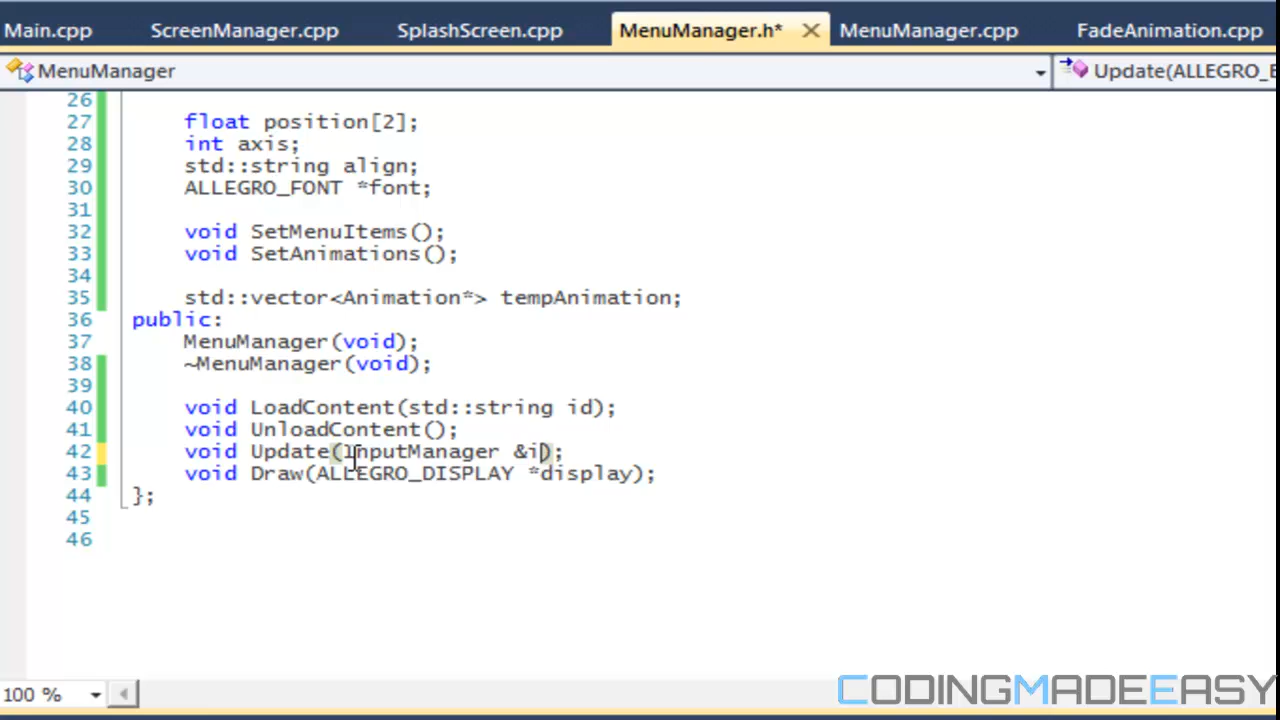 Main.cpp ScreenManager.cpp SplashScreen.cpp MenuManager.h* MenuManager.cpp FadeAnimation.cpp
MenuManager Update(ALLEGRO_E
26
27 float position[2];
28 int axis;
29 std::string align;
30 ALLEGRO_FONT *font;
31
32 void SetMenuItems();
33 void SetAnimations();
34
35 std::vector<Animation*> tempAnimation;
36 public:
37 MenuManager(void);
38 ~MenuManager(void);
39
40 void LoadContent(std::string id);
41 void UnloadContent();
42 void Update(InputManager &i);
43 void Draw(ALLEGRO_DISPLAY *display);
44 };
45
46
100 %
CODINGMADEEASY